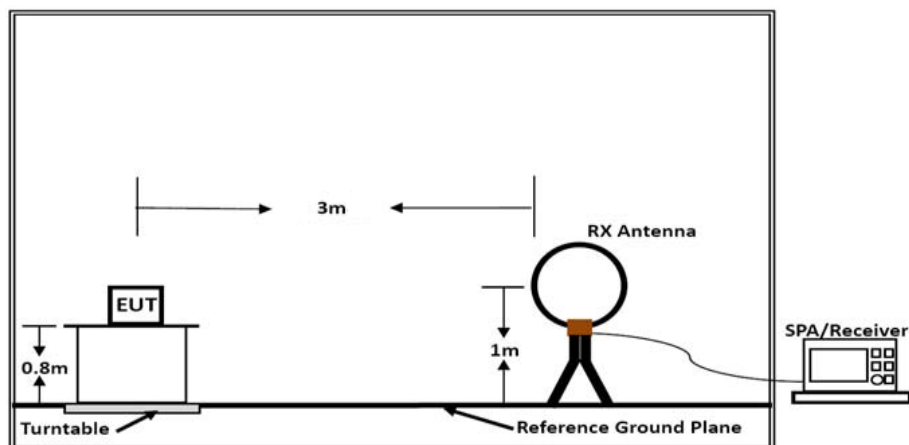 3m
RX Antenna
EUT
SPA/Receiver
0.8m
1m
Turntable
Reference Ground Plane